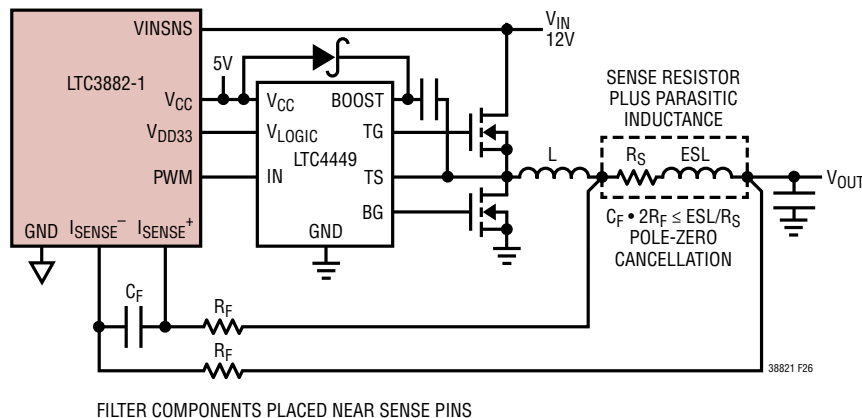 VINSNS
LTC3882-1
VCC
VDD33
PWM
GND
ISENSE–
ISENSE+
5V
VCC
BOOST
VLOGIC
TG
LTC4449
IN
TS
BG
GND
VIN
12V
SENSE RESISTOR
PLUS PARASITIC
INDUCTANCE
L
RS
ESL
VOUT
CF • 2RF ≤ ESL/RS
POLE-ZERO
CANCELLATION
CF
RF
RF
38821 F26
FILTER COMPONENTS PLACED NEAR SENSE PINS